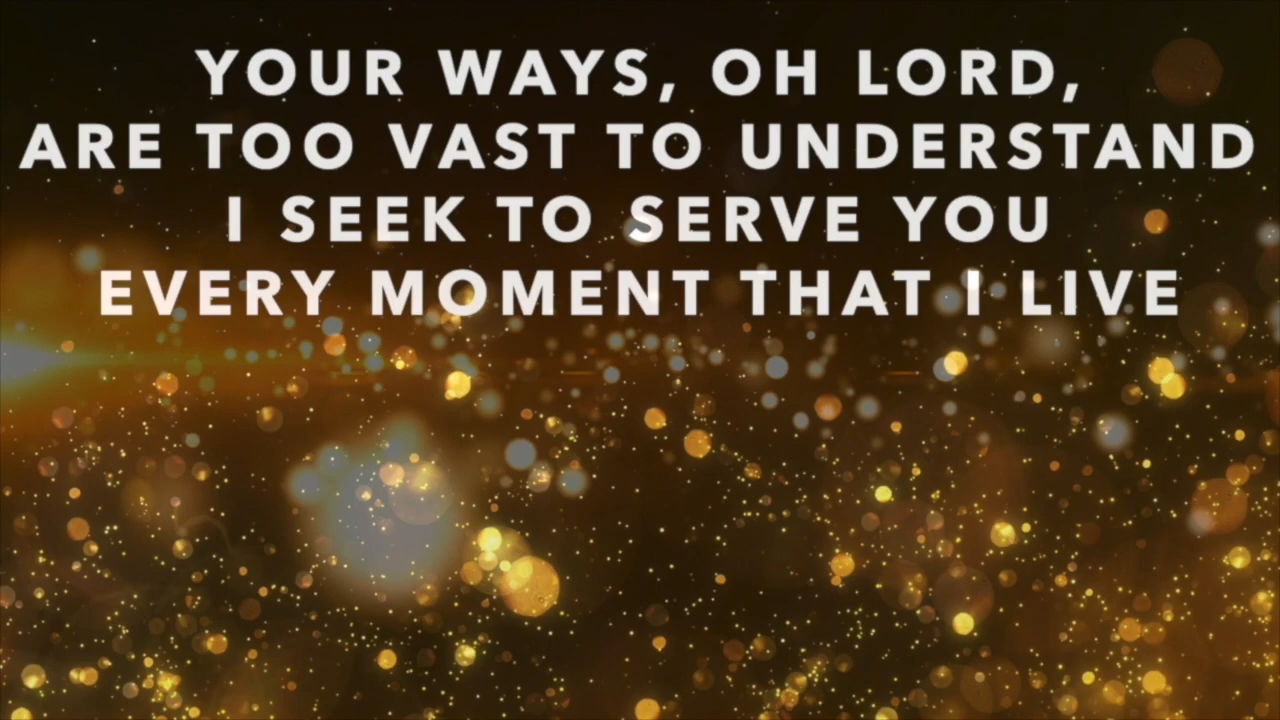 YOUR WAYS, OH LORD,
ARE TOO VAST TO UNDERSTAND
I SEEK TO SERVE YOU
EVERY MOMENT THAT I LIVE